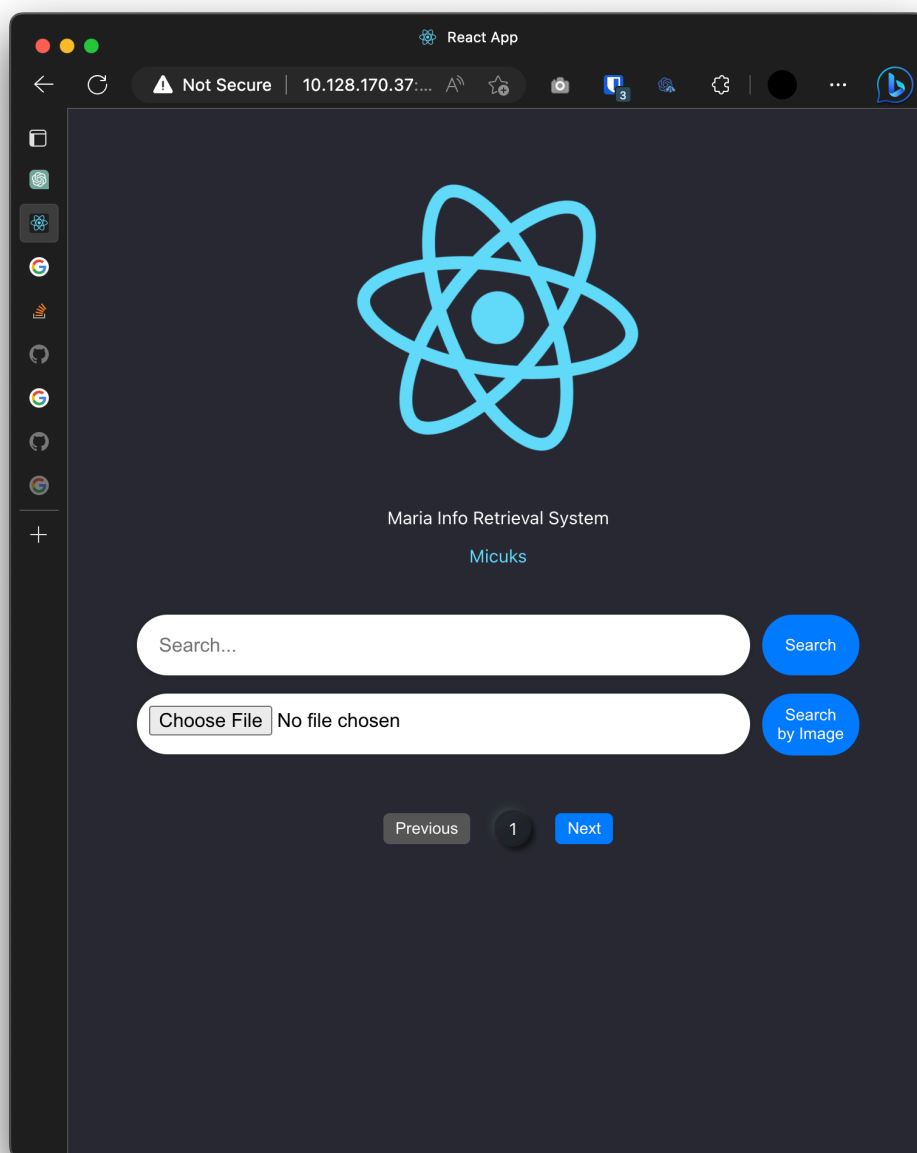 React App
Not Secure | 10.128.170.37:...
3
Maria Info Retrieval System
Micuks
Search...
Search
Choose File No file chosen
Search
by Image
Previous 1 Next